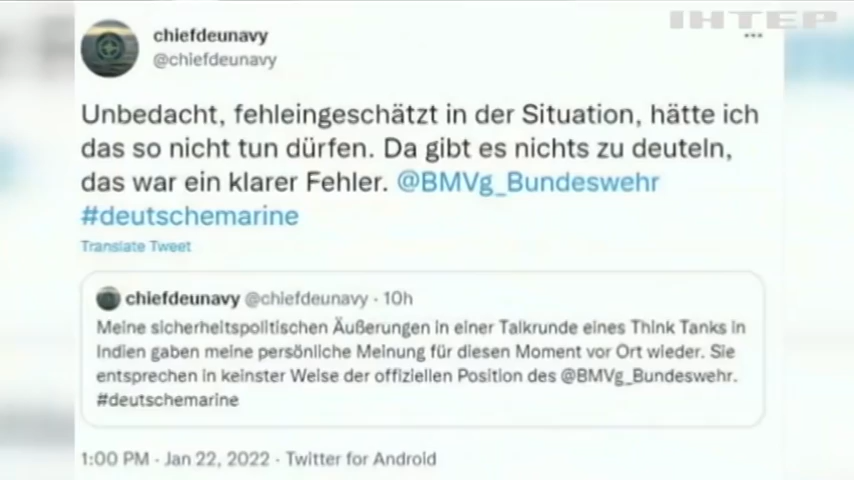 ІНТЕР
chiefdeunavy
@chiefdeunavy
Unbedacht, fehleingeschätzt in der Situation, hätte ich
das so nicht tun dürfen. Da gibt es nichts zu deuteln,
das war ein klarer Fehler. @BMVg_Bundeswehr
#deutschemarine
Translate Tweet
chiefdeunavy @chiefdeunavy · 10h
Meine sicherheitspolitischen Äußerungen in einer Talkrunde eines Think Tanks in
Indien gaben meine persönliche Meinung für diesen Moment vor Ort wieder. Sie
entsprechen in keinster Weise der offiziellen Position des @BMVg_Bundeswehr.
#deutschemarine
1:00 PM · Jan 22, 2022 · Twitter for Android